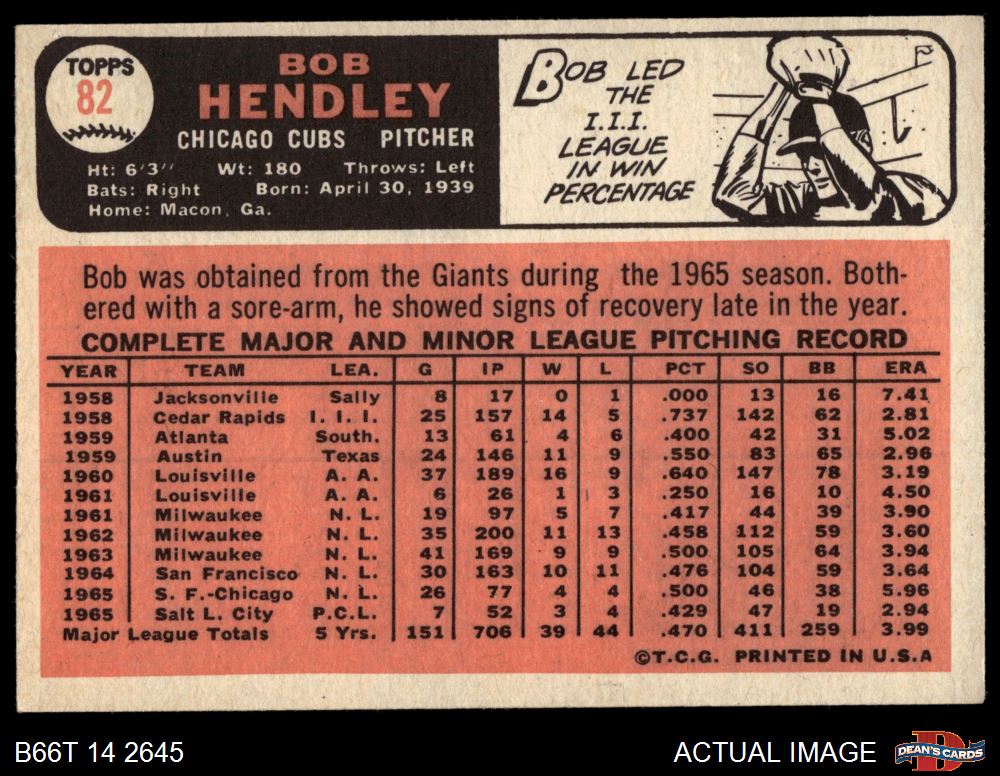 TOPPS
82
BOB
HENDLEY
CHICAGO CUBS PITCHER
Ht: 6'3" Wt: 180 Throws: Left
Bats: Right Born: April 30, 1939
Home: Macon, Ga.
BOB LED
THE
I.I.I.
LEAGUE
IN WIN
PERCENTAGE
Bob was obtained from the Giants during the 1965 season. Both-
ered with a sore-arm, he showed signs of recovery late in the year.
COMPLETE MAJOR AND MINOR LEAGUE PITCHING RECORD
YEAR TEAM LEA. G IP W L PCT SO BB ERA
1958 Jacksonville Sally 8 17 0 1 .000 13 16 7.41
1958 Cedar Rapids I. I. I. 25 157 14 5 .737 142 62 2.81
1959 Atlanta South. 13 61 4 6 .400 42 31 5.02
1959 Austin Texas 24 146 11 9 .550 83 65 2.96
1960 Louisville A. A. 37 189 16 9 .640 147 78 3.19
1961 Louisville A. A. 6 26 1 3 .250 16 10 4.50
1961 Milwaukee N. L. 19 97 5 7 .417 44 39 3.90
1962 Milwaukee N. L. 35 200 11 13 .458 112 59 3.60
1963 Milwaukee N. L. 41 169 9 9 .500 105 64 3.94
1964 San Francisco N. L. 30 163 10 11 .476 104 59 3.64
1965 S. F.-Chicago N. L. 26 77 4 4 .500 46 38 5.96
1965 Salt L. City P.C.L. 7 52 3 4 .429 47 19 2.94
Major League Totals 5 Yrs. 151 706 39 44 .470 411 259 3.99
©T.C.G. PRINTED IN U.S.A
B66T 14 2645 ACTUAL IMAGE DEAN'S CARDS